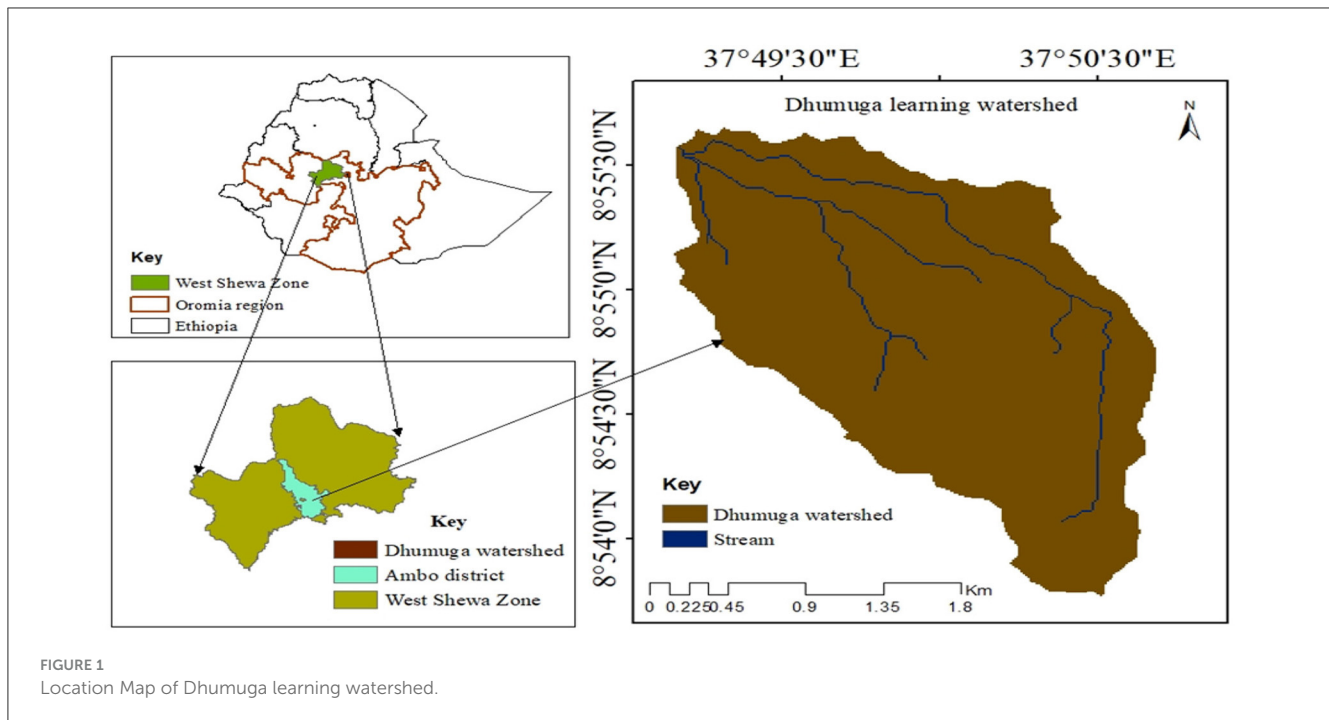 Key
West Shewa Zone
Oromia region
Ethiopia
Key
Dhumuga watershed
Ambo district
West Shewa Zone
37°49'30"E 37°50'30"E
Dhumuga learning watershed
N
8°55'30"N
8°55'0"N
8°54'30"N
8°54'0"N
Key
Dhumuga watershed
Stream
Km
0 0.225 0.45 0.9 1.35 1.8
FIGURE 1
Location Map of Dhumuga learning watershed.